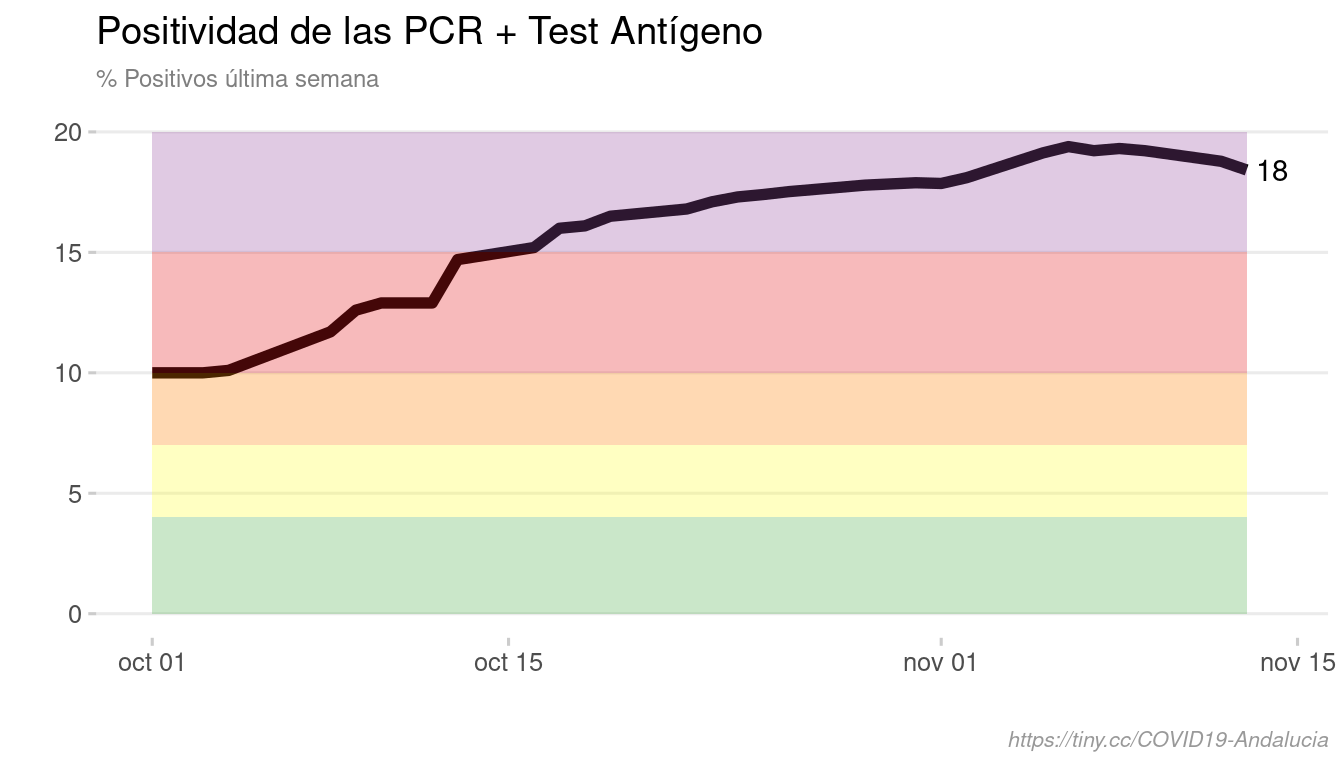 Positividad de las PCR + Test Antígeno
% Positivos última semana
20
18
15
10
5
0
oct 01 oct 15 nov 01 nov 15
https://tiny.cc/COVID19-Andalucia